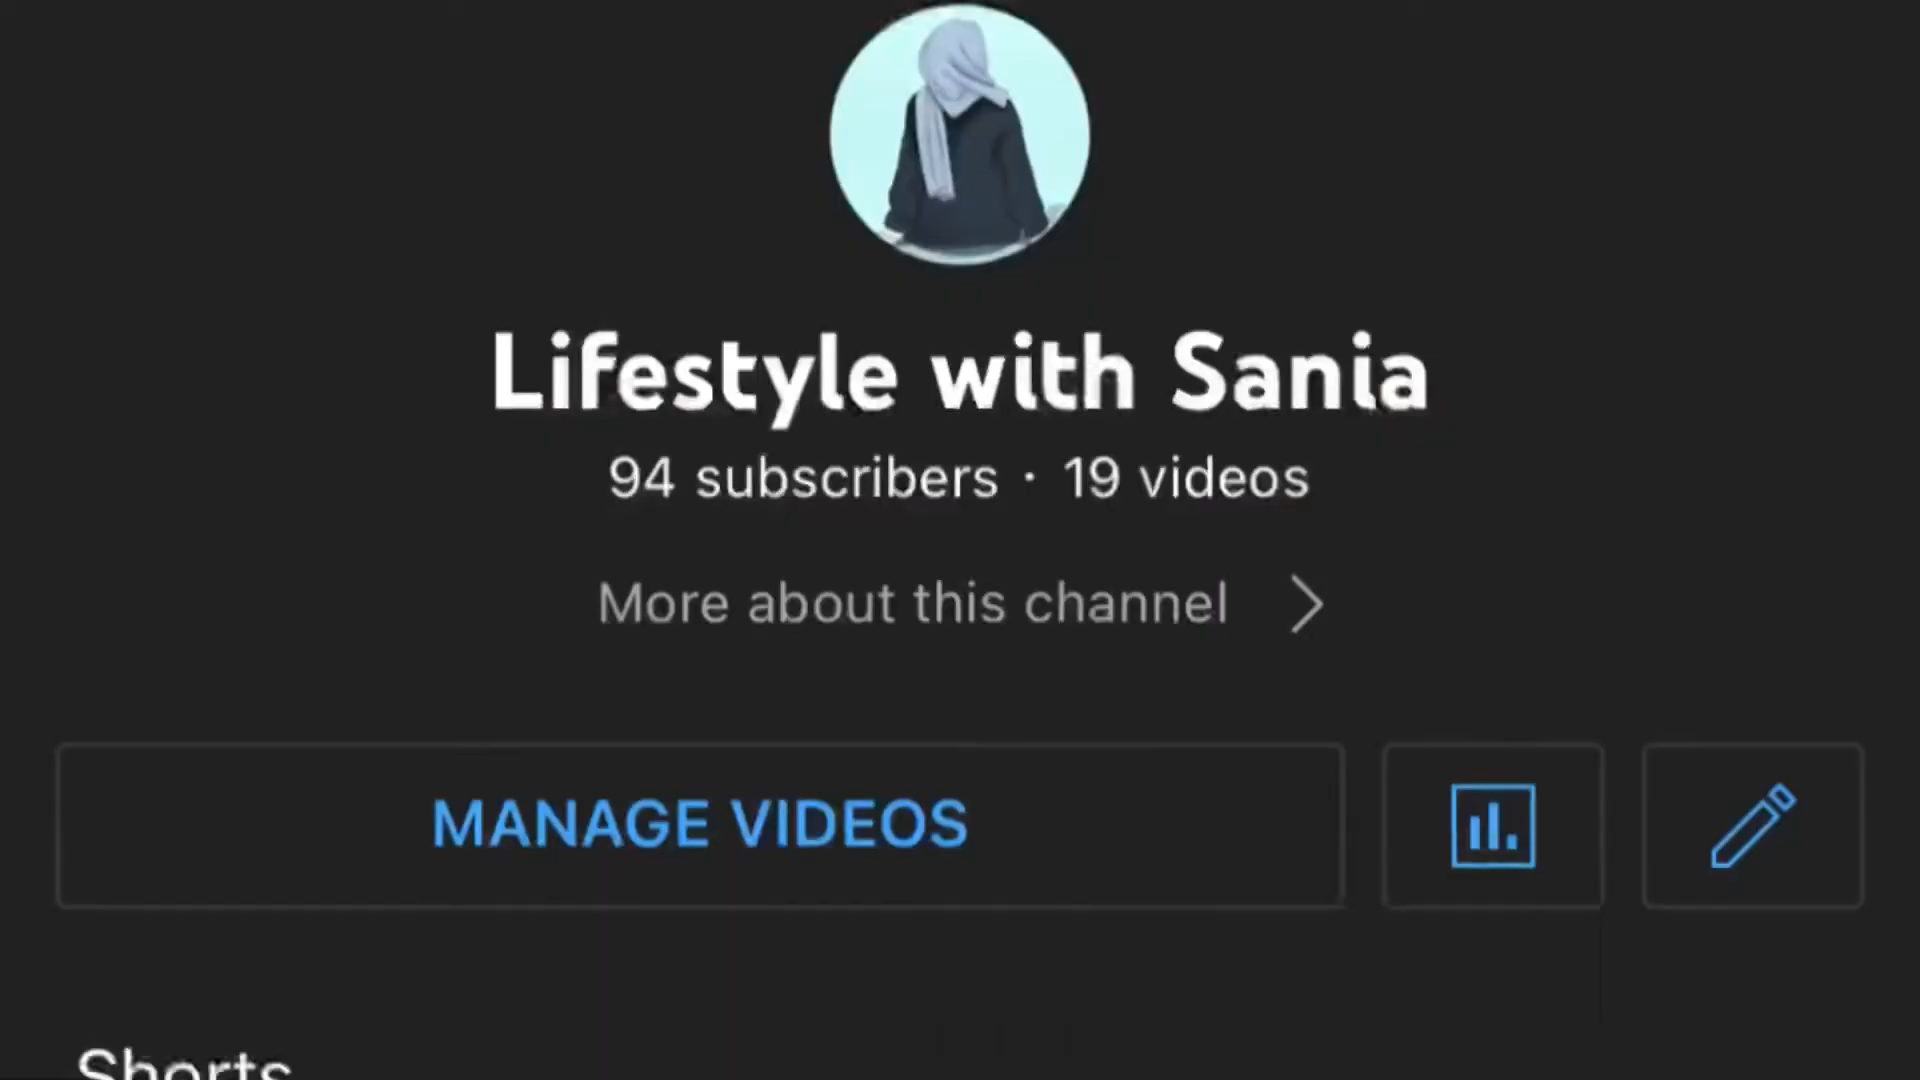 Lifestyle with Sania
94 subscribers · 19 videos
More about this channel
MANAGE VIDEOS
Shorts